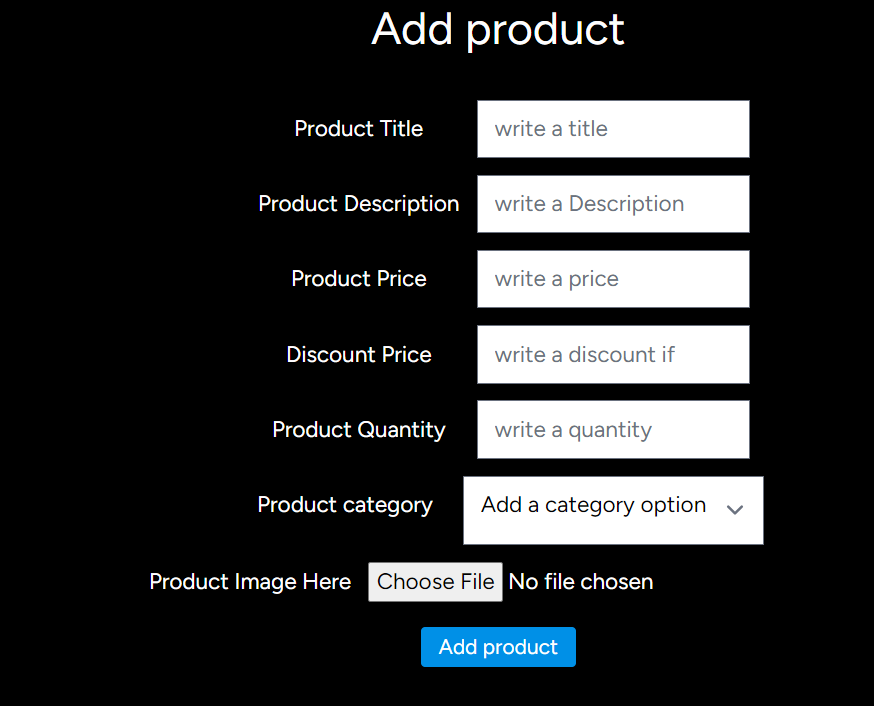 Add product
Product Title write a title
Product Description write a Description
Product Price write a price
Discount Price write a discount if
Product Quantity write a quantity
Product category Add a category option
Product Image Here Choose File No file chosen
Add product